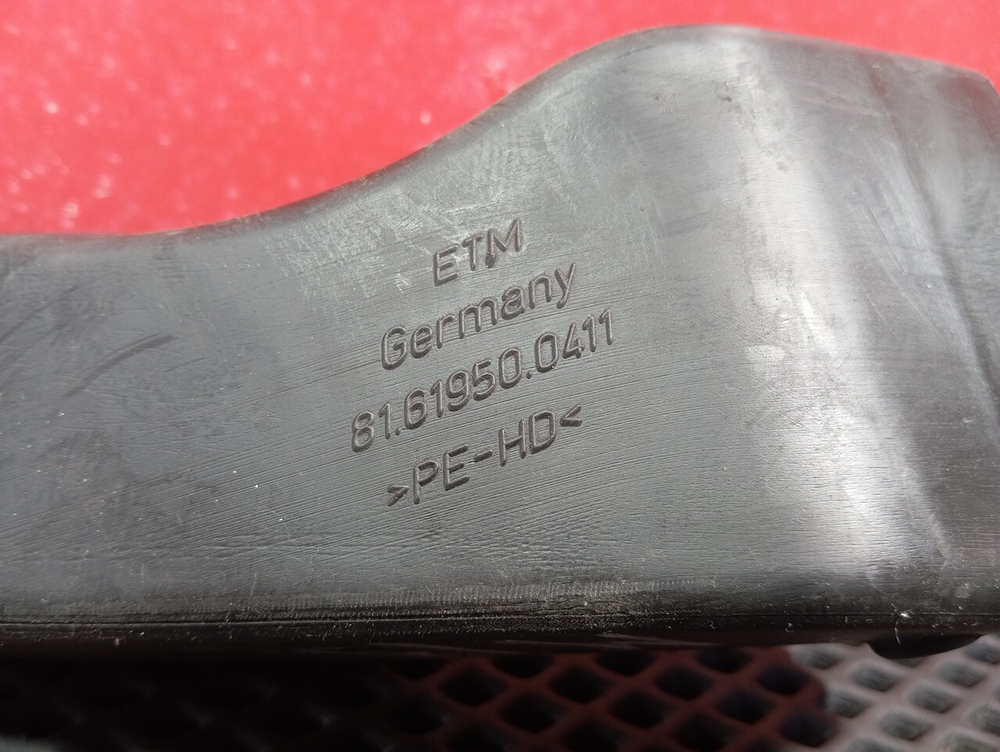 ETM
Germany
81.61950.0411
>PE-HD<